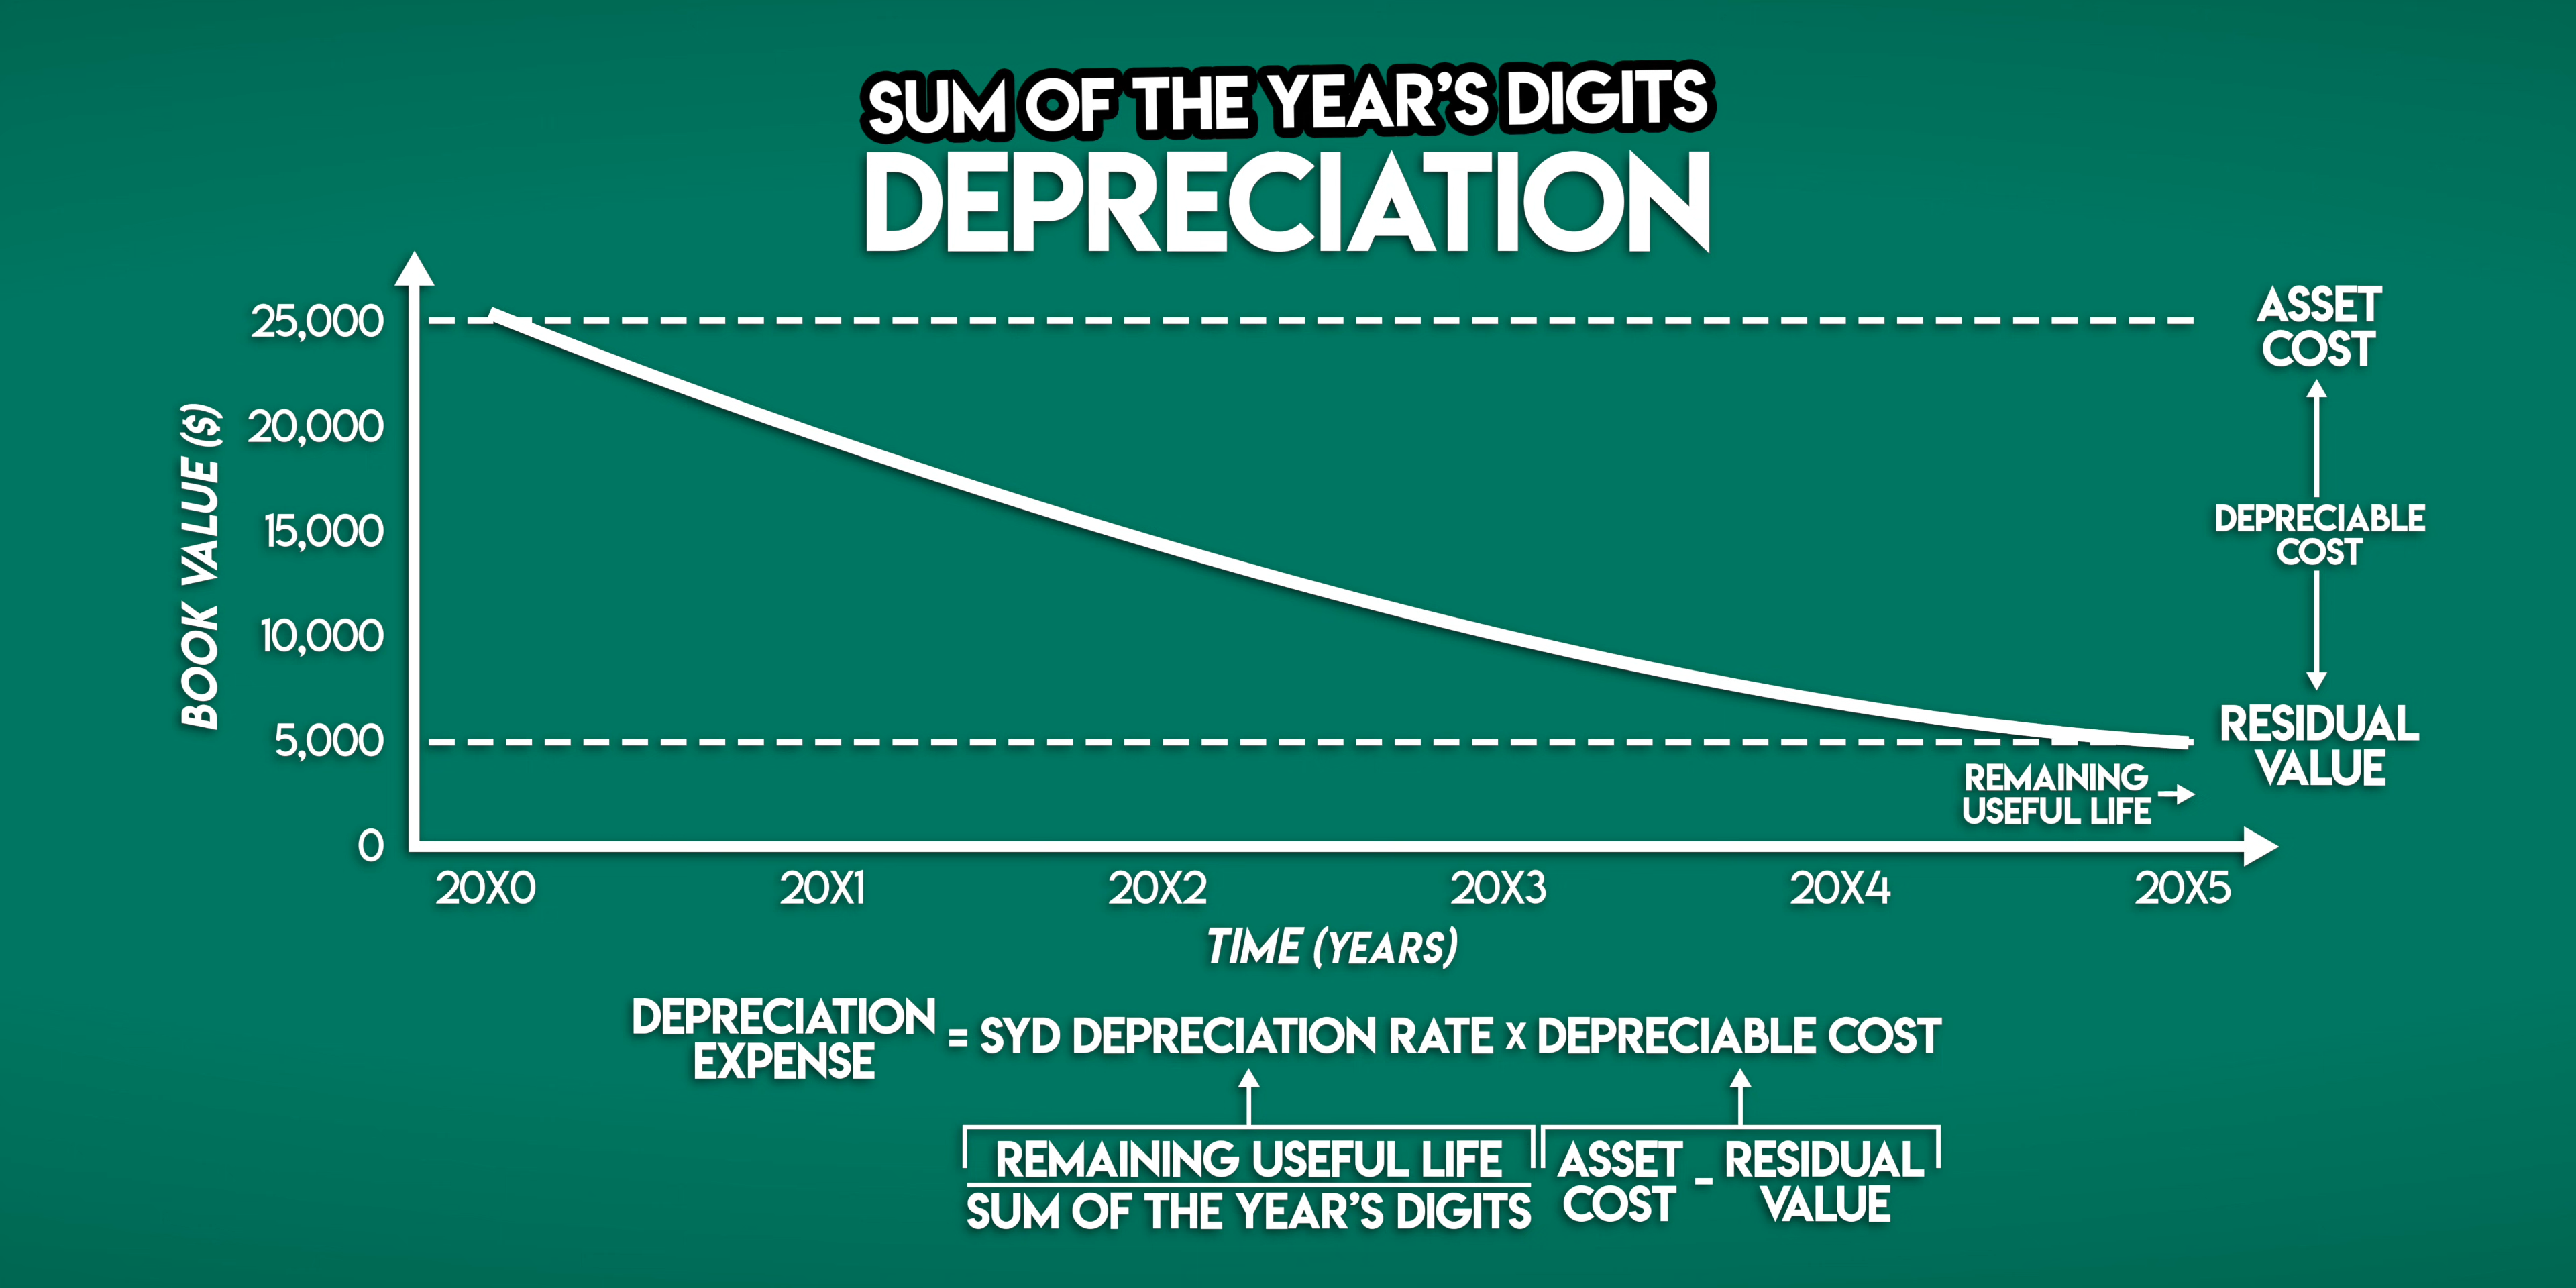 SUM OF THE YEAR'S DIGITS
DEPRECIATION
BOOK VALUE ($)
25,000
20,000
15,000
10,000
5,000
0
ASSET
COST
DEPRECIABLE
COST
RESIDUAL
VALUE
REMAINING
USEFUL LIFE
20X0 20X1 20X2 20X3 20X4 20X5
TIME (YEARS)
DEPRECIATION
EXPENSE
= SYD DEPRECIATION RATE X DEPRECIABLE COST
REMAINING USEFUL LIFE
SUM OF THE YEAR'S DIGITS
ASSET
COST
-
RESIDUAL
VALUE